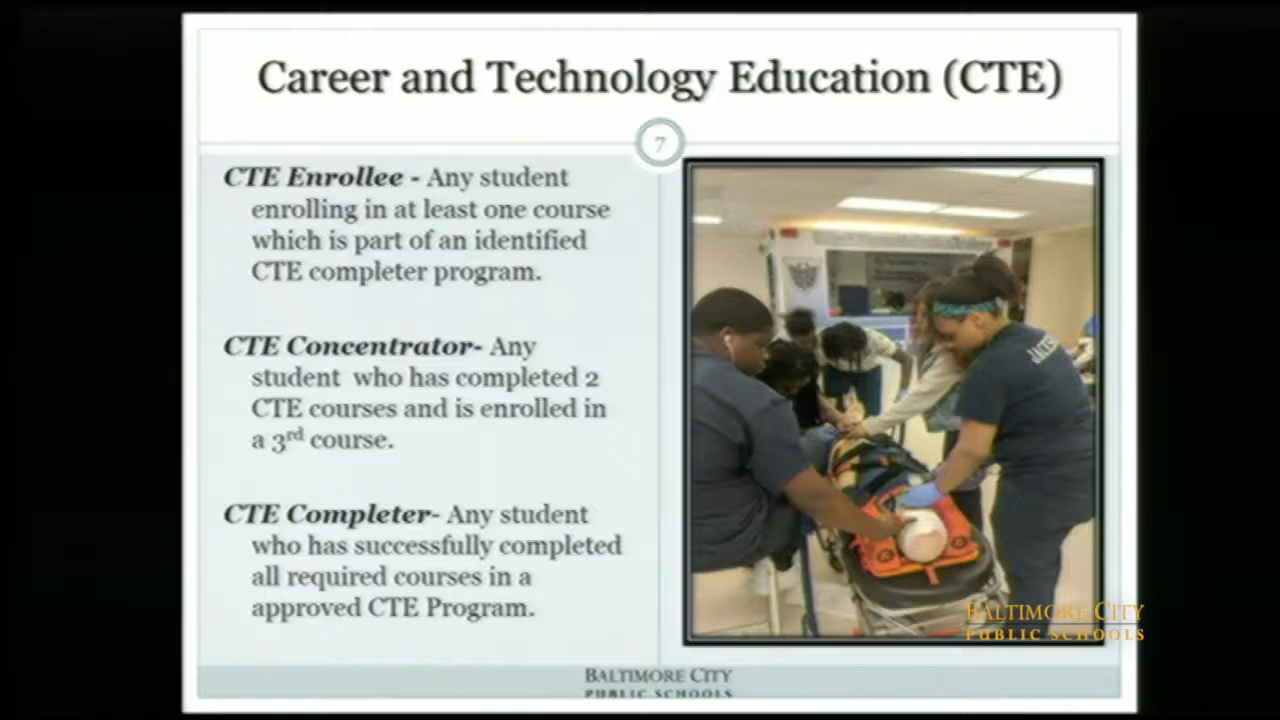 Career and Technology Education (CTE)
7
CTE Enrollee - Any student
enrolling in at least one course
which is part of an identified
CTE completer program.
CTE Concentrator- Any
student who has completed 2
CTE courses and is enrolled in
a 3rd course.
CTE Completer- Any student
who has successfully completed
all required courses in a
approved CTE Program.
BALTIMORE CITY
PUBLIC SCHOOLS
BALTIMORE CITY
PUBLIC SCHOOLS